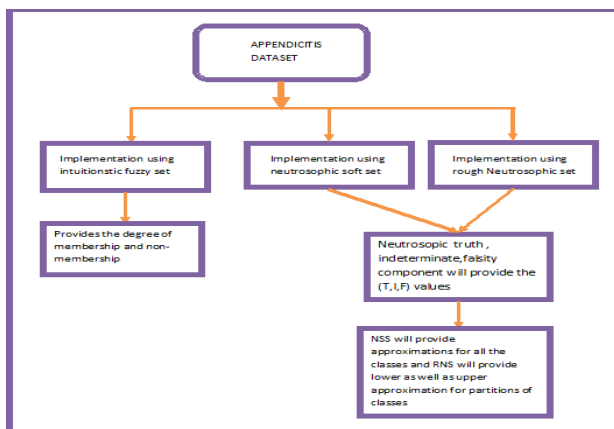 APPENDICITIS
DATASET
Implementation using
intuitionstic fuzzy set
Implementation using
neutrosophic soft set
Implementation using
rough Neutrosophic set
Provides the degree of
membership and non-
membership
Neutrosopic truth ,
indeterminate,falsity
component will provide the
(T,I,F) values
NSS will provide
approximations for all the
classes and RNS will provide
lower as well as upper
approximation for partitions of
classes